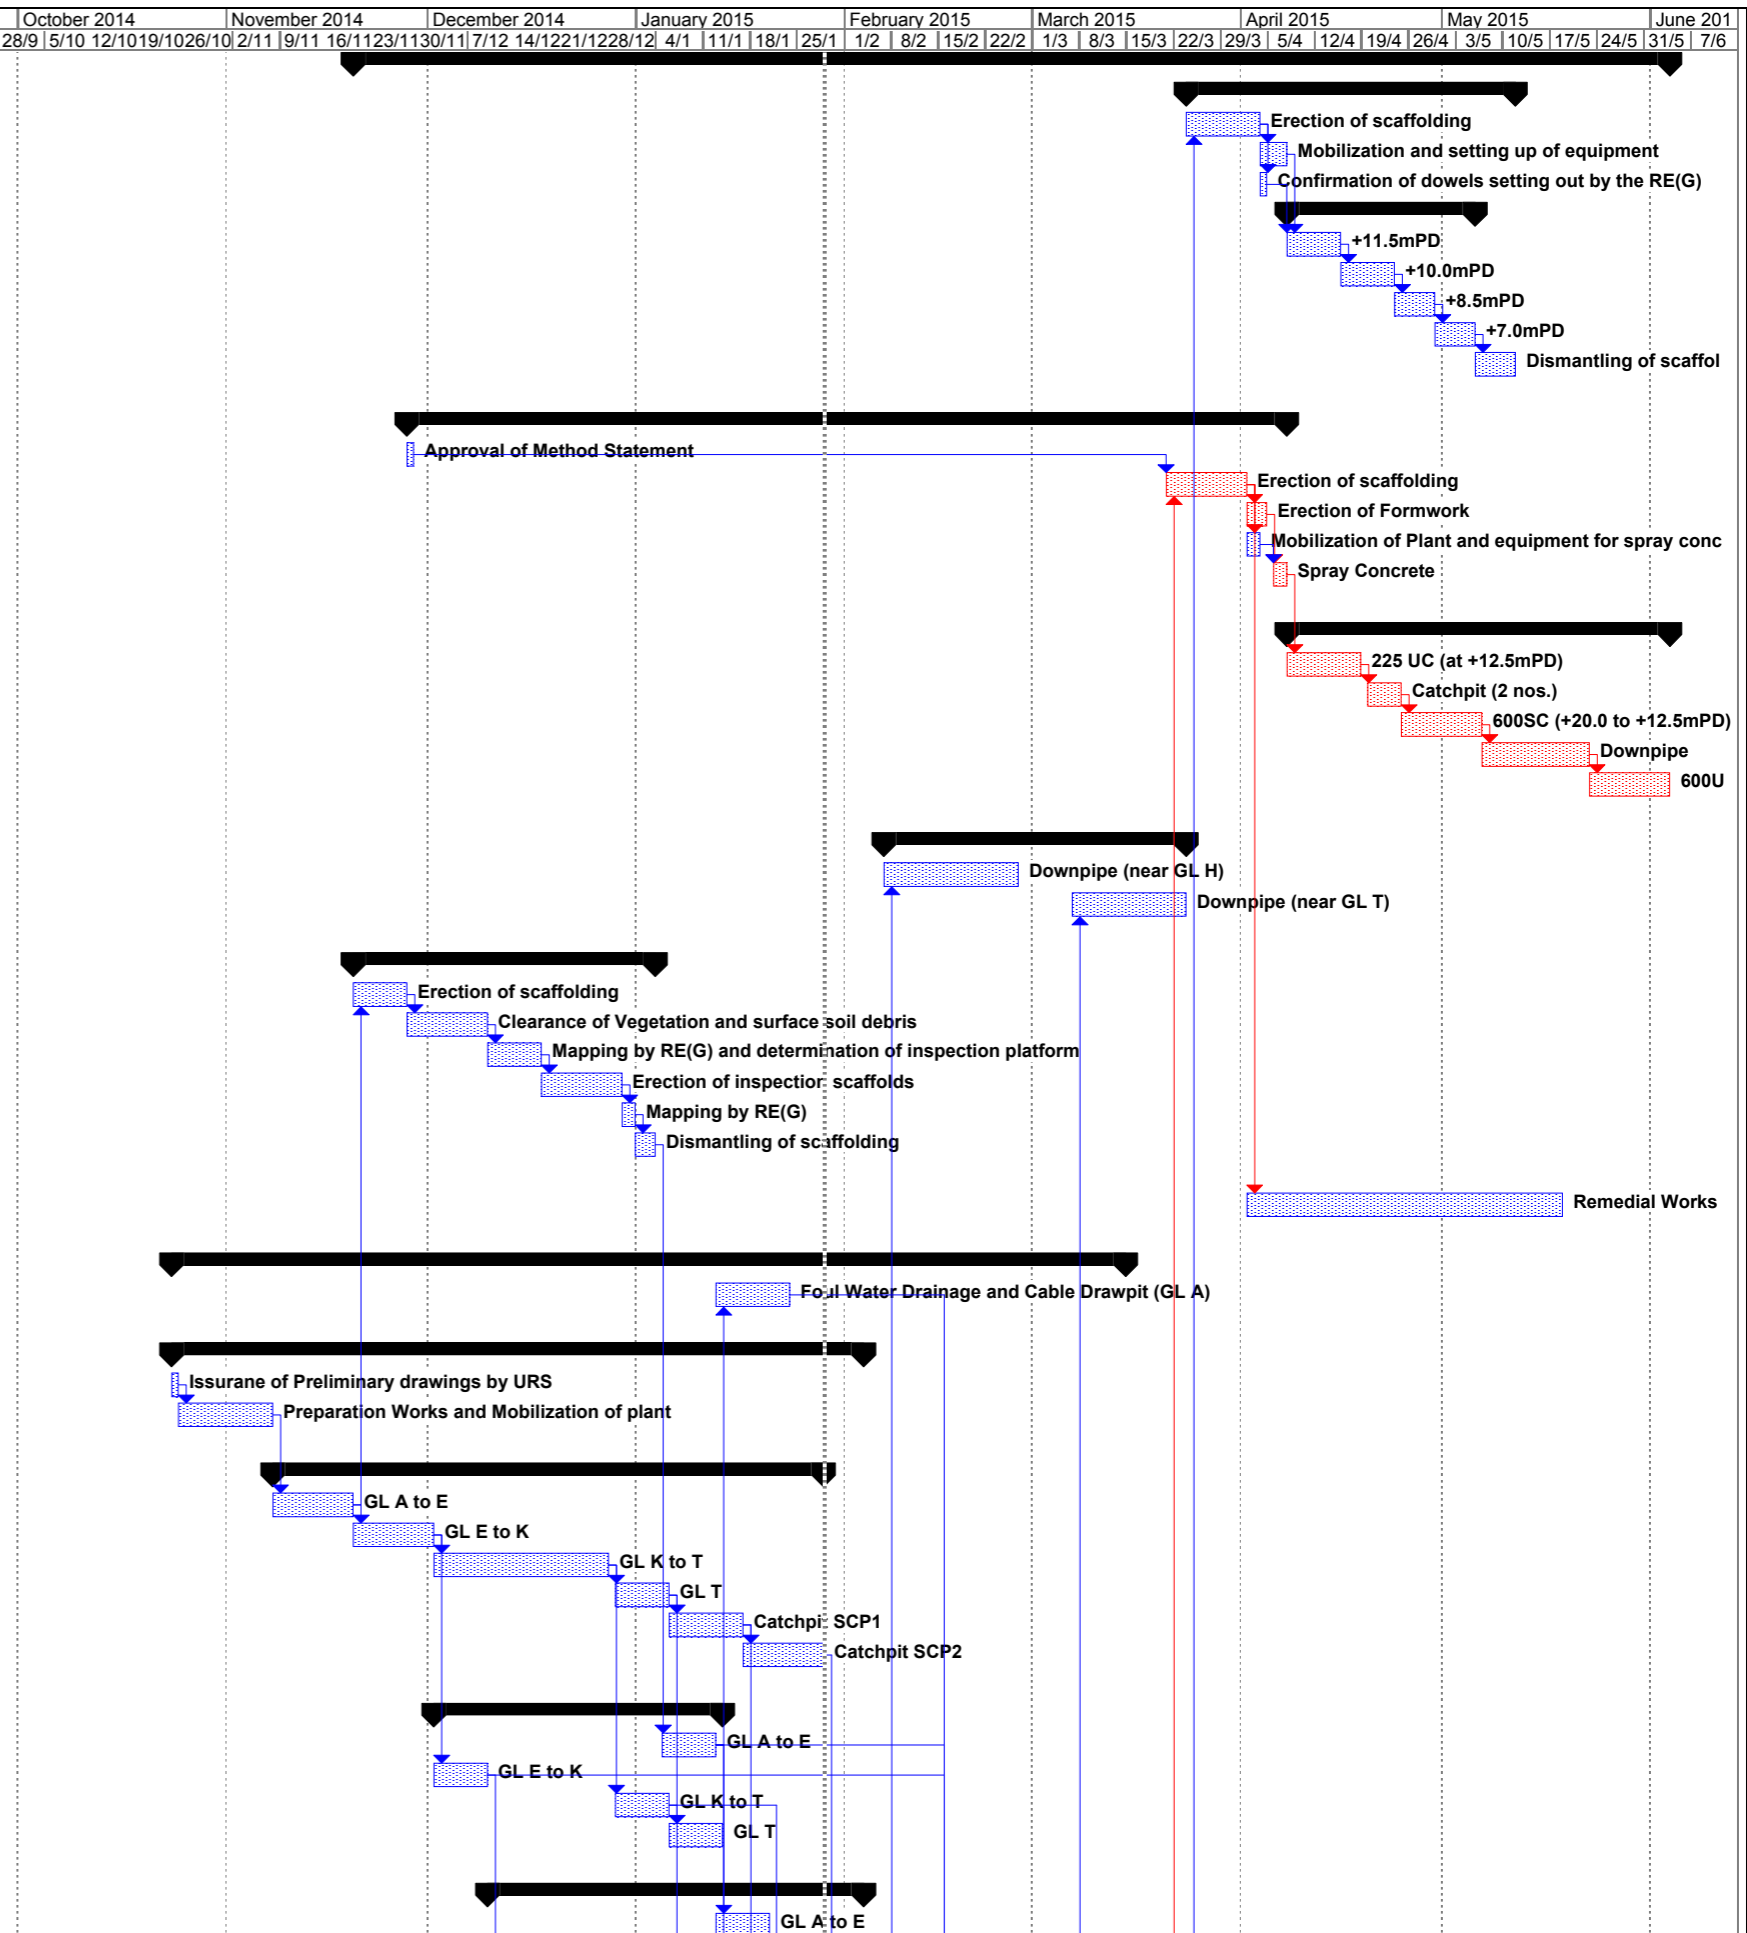 October 2014 November 2014 December 2014 January 2015 February 2015 March 2015 April 2015 May 2015 June 201
28/9 5/10 12/10 19/10 26/10 2/11 9/11 16/11 23/11 30/11 7/12 14/12 21/12 28/12 4/1 11/1 18/1 25/1 1/2 8/2 15/2 22/2 1/3 8/3 15/3 22/3 29/3 5/4 12/4 19/4 26/4 3/5 10/5 17/5 24/5 31/5 7/6
Erection of scaffolding
Mobilization and setting up of equipment
Confirmation of dowels setting out by the RE(G)
+11.5mPD
+10.0mPD
+8.5mPD
+7.0mPD
Dismantling of scaffol
Approval of Method Statement
Erection of scaffolding
Erection of Formwork
Mobilization of Plant and equipment for spray conc
Spray Concrete
225 UC (at +12.5mPD)
Catchpit (2 nos.)
600SC (+20.0 to +12.5mPD)
Downpipe
600U
Downpipe (near GL H)
Downpipe (near GL T)
Erection of scaffolding
Clearance of Vegetation and surface soil debris
Mapping by RE(G) and determination of inspection platform
Erection of inspection scaffolds
Mapping by RE(G)
Dismantling of scaffolding
Remedial Works
Foul Water Drainage and Cable Drawpit (GL A)
Issurane of Preliminary drawings by URS
Preparation Works and Mobilization of plant
GL A to E
GL E to K
GL K to T
GL T
Catchpit SCP1
Catchpit SCP2
GL A to E
GL E to K
GL K to T
GL T
GL A to E